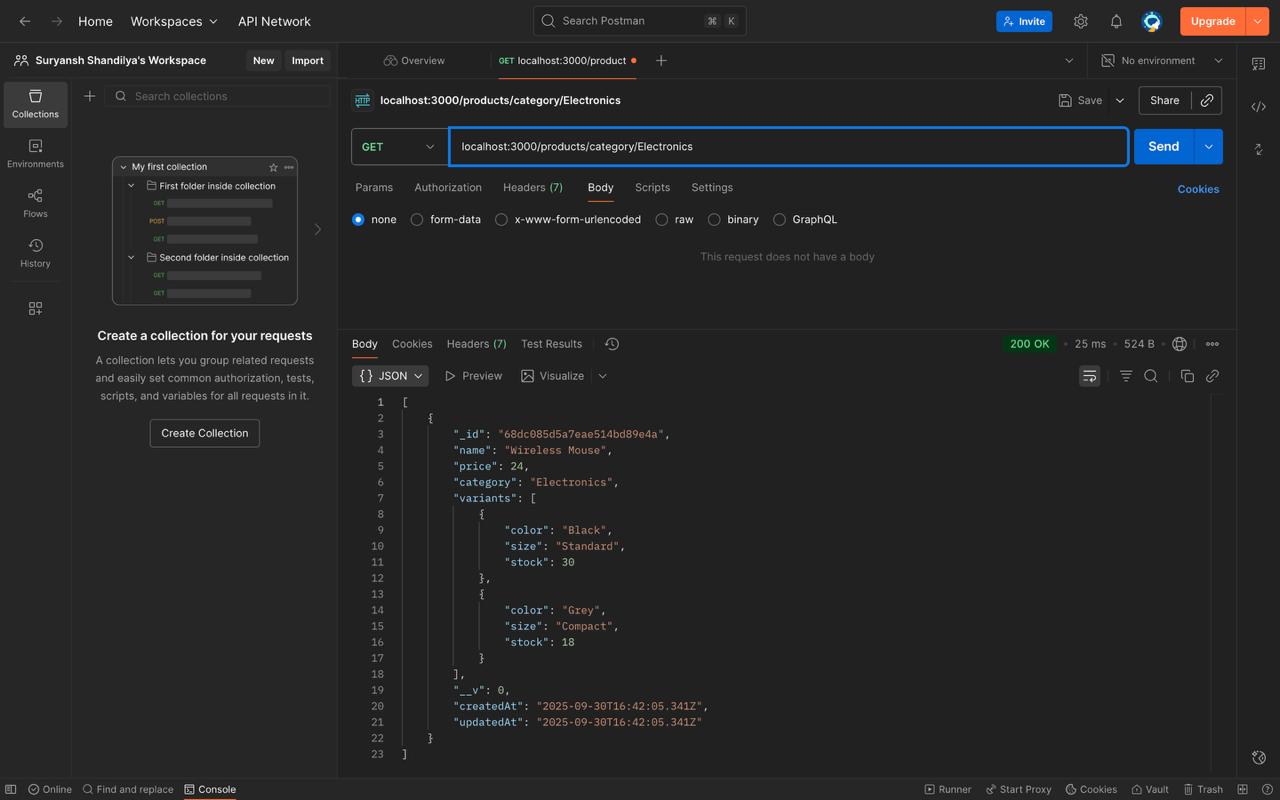 Home Workspaces API Network Search Postman ⌘ K Invite Upgrade
Suryansh Shandilya's Workspace New Import Overview GET localhost:3000/product No environment
Collections
Environments
Flows
History
Search collections
My first collection
First folder inside collection
GET
POST
GET
Second folder inside collection
GET
GET
Create a collection for your requests
A collection lets you group related requests
and easily set common authorization, tests,
scripts, and variables for all requests in it.
Create Collection
HTTP localhost:3000/products/category/Electronics Save Share
GET localhost:3000/products/category/Electronics Send
Params Authorization Headers (7) Body Scripts Settings Cookies
none form-data x-www-form-urlencoded raw binary GraphQL
This request does not have a body
Body Cookies Headers (7) Test Results 200 OK 25 ms 524 B
{} JSON Preview Visualize
1 [
2 {
3 "_id": "68dc085d5a7eae514bd89e4a",
4 "name": "Wireless Mouse",
5 "price": 24,
6 "category": "Electronics",
7 "variants": [
8 {
9 "color": "Black",
10 "size": "Standard",
11 "stock": 30
12 },
13 {
14 "color": "Grey",
15 "size": "Compact",
16 "stock": 18
17 }
18 ],
19 "__v": 0,
20 "createdAt": "2025-09-30T16:42:05.341Z",
21 "updatedAt": "2025-09-30T16:42:05.341Z"
22 }
23 ]
Online Find and replace Console Runner Start Proxy Cookies Vault Trash